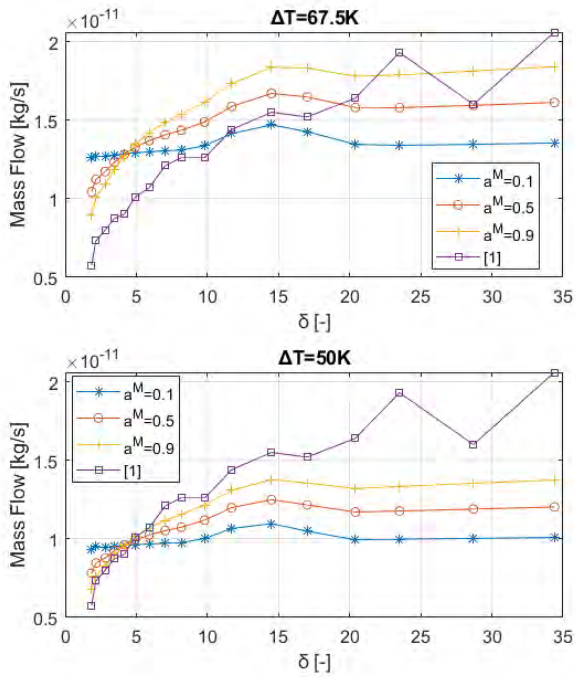 ΔT=67.5K
× 10⁻¹¹
2
1.5
1
0.5
Mass Flow [kg/s]
0 5 10 15 20 25 30 35
δ [-]
aᴹ=0.1
aᴹ=0.5
aᴹ=0.9
[1]
ΔT=50K
× 10⁻¹¹
2
1.5
1
0.5
Mass Flow [kg/s]
aᴹ=0.1
aᴹ=0.5
aᴹ=0.9
[1]
0 5 10 15 20 25 30 35
δ [-]